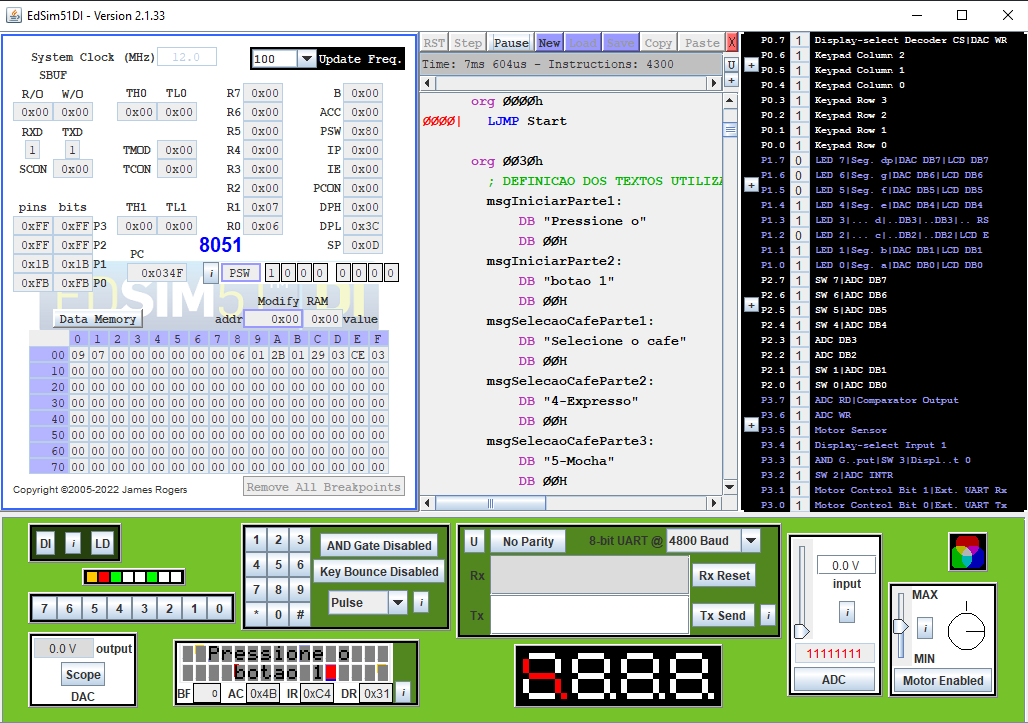 EdSim51DI - Version 2.1.33
System Clock (MHz) 12.0 100 Update Freq.
SBUF
R/O W/O TH0 TL0 R7 0x00 B 0x00
0x00 0x00 0x00 0x00 R6 0x00 ACC 0x00
RXD TXD R5 0x00 PSW 0x80
1 1 TMOD 0x00 R4 0x00 IP 0x00
SCON 0x00 TCON 0x00 R3 0x00 IE 0x00
R2 0x00 PCON 0x00
pins bits TH1 TL1 R1 0x07 DPH 0x00
0xFF 0xFF P3 0x00 0x00 R0 0x06 DPL 0x3C
0xFF 0xFF P2 8051 SP 0x0D
0x1B 0x1B P1 PC
0xFB 0xFB P0 0x034F i PSW 1 0 0 0 0 0 0 0
EDSIM51 DI
Modify RAM
Data Memory addr 0x00 0x00 value
0 1 2 3 4 5 6 7 8 9 A B C D E F
00 09 07 00 00 00 00 00 00 06 01 2B 01 29 03 CE 03
10 00 00 00 00 00 00 00 00 00 00 00 00 00 00 00 00
20 00 00 00 00 00 00 00 00 00 00 00 00 00 00 00 00
30 00 00 00 00 00 00 00 00 00 00 00 00 00 00 00 00
40 00 00 00 00 00 00 00 00 00 00 00 00 00 00 00 00
50 00 00 00 00 00 00 00 00 00 00 00 00 00 00 00 00
60 00 00 00 00 00 00 00 00 00 00 00 00 00 00 00 00
70 00 00 00 00 00 00 00 00 00 00 00 00 00 00 00 00
Copyright ©2005-2022 James Rogers Remove All Breakpoints
RST Step Pause New Load Save Copy Paste X
Time: 7ms 604us - Instructions: 4300 U
+
org 0000h
0000| LJMP Start
org 0030h
; DEFINICAO DOS TEXTOS UTILIZA
msgIniciarParte1:
DB "Pressione o"
DB 00H
msgIniciarParte2:
DB "botao 1"
DB 00H
msgSelecaoCafeParte1:
DB "Selecione o cafe"
DB 00H
msgSelecaoCafeParte2:
DB "4-Expresso"
DB 00H
msgSelecaoCafeParte3:
DB "5-Mocha"
DB 00H
P0.7 1 Display-select Decoder CS|DAC WR
P0.6 1 Keypad Column 2
P0.5 1 Keypad Column 1
P0.4 1 Keypad Column 0
P0.3 1 Keypad Row 3
P0.2 1 Keypad Row 2
P0.1 1 Keypad Row 1
P0.0 1 Keypad Row 0
P1.7 0 LED 7|Seg. dp|DAC DB7|LCD DB7
P1.6 0 LED 6|Seg. g|DAC DB6|LCD DB6
P1.5 0 LED 5|Seg. f|DAC DB5|LCD DB5
P1.4 1 LED 4|Seg. e|DAC DB4|LCD DB4
P1.3 1 LED 3|... d|..DB3|..DB3|.. RS
P1.2 0 LED 2|... c|..DB2|..DB2|LCD E
P1.1 1 LED 1|Seg. b|DAC DB1|LCD DB1
P1.0 1 LED 0|Seg. a|DAC DB0|LCD DB0
P2.7 1 SW 7|ADC DB7
P2.6 1 SW 6|ADC DB6
P2.5 1 SW 5|ADC DB5
P2.4 1 SW 4|ADC DB4
P2.3 1 ADC DB3
P2.2 1 ADC DB2
P2.1 1 SW 1|ADC DB1
P2.0 1 SW 0|ADC DB0
P3.7 1 ADC RD|Comparator Output
P3.6 1 ADC WR
P3.5 1 Motor Sensor
P3.4 1 Display-select Input 1
P3.3 1 AND G..put|SW 3|Displ..t 0
P3.2 1 SW 2|ADC INTR
P3.1 1 Motor Control Bit 1|Ext. UART Rx
P3.0 1 Motor Control Bit 0|Ext. UART Tx
DI i LD
7 6 5 4 3 2 1 0
0.0 V output
Scope
DAC
1 2 3
4 5 6
7 8 9
* 0 #
AND Gate Disabled
Key Bounce Disabled
Pulse i
Pressione o
botao 1
BF 0 AC 0x4B IR 0xC4 DR 0x31 i
U No Parity 8-bit UART @ 4800 Baud
Rx Rx Reset
Tx Tx Send i
8.8.8.8.
0.0 V
input
i
11111111
ADC
MAX
i
MIN
Motor Enabled